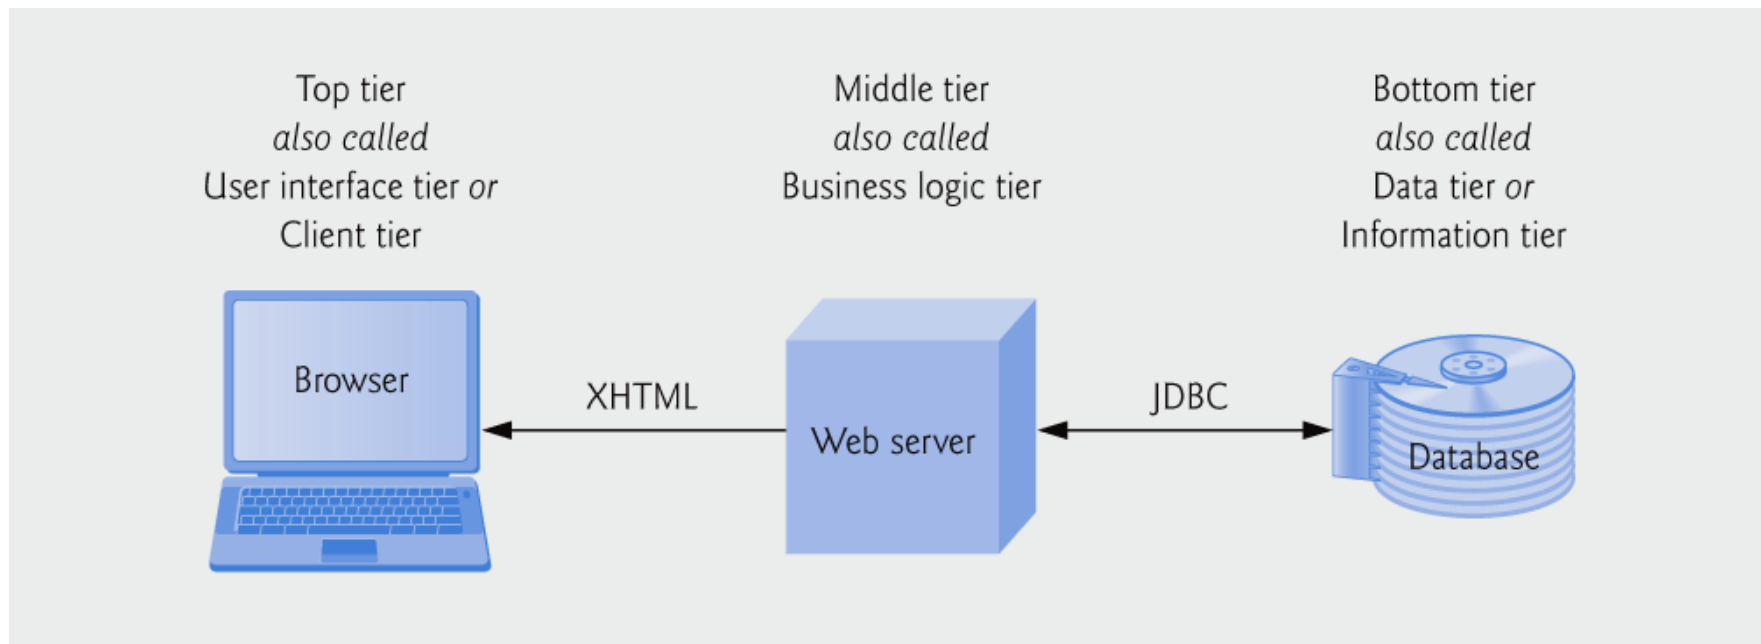 Top tier
also called
User interface tier or
Client tier
Middle tier
also called
Business logic tier
Bottom tier
also called
Data tier or
Information tier
Browser
XHTML
Web server
JDBC
Database